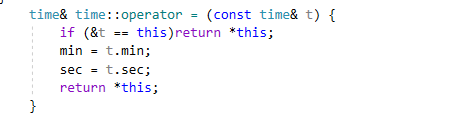 time& time::operator = (const time& t) {
if (&t == this)return *this;
min = t.min;
sec = t.sec;
return *this;
}